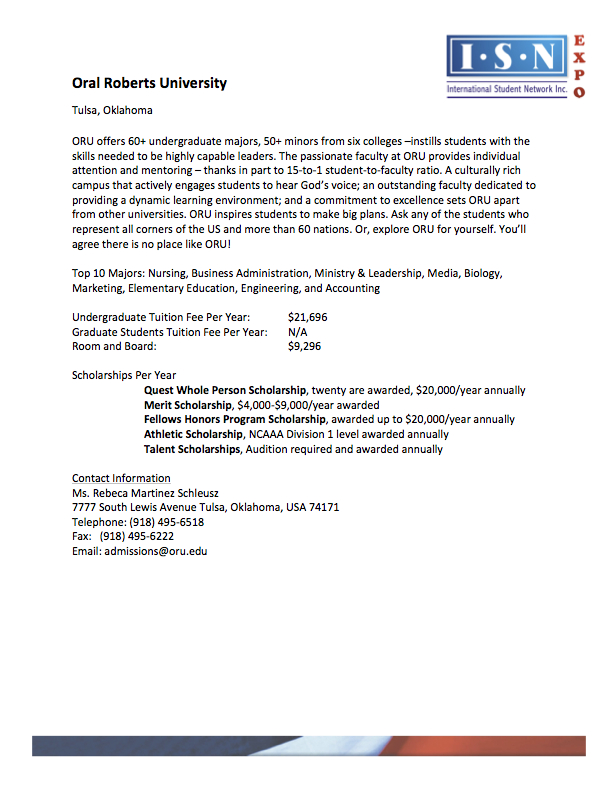 I·S·N
EXPO
International Student Network Inc.
Oral Roberts University
Tulsa, Oklahoma
ORU offers 60+ undergraduate majors, 50+ minors from six colleges –instills students with the
skills needed to be highly capable leaders. The passionate faculty at ORU provides individual
attention and mentoring – thanks in part to 15-to-1 student-to-faculty ratio. A culturally rich
campus that actively engages students to hear God's voice; an outstanding faculty dedicated to
providing a dynamic learning environment; and a commitment to excellence sets ORU apart
from other universities. ORU inspires students to make big plans. Ask any of the students who
represent all corners of the US and more than 60 nations. Or, explore ORU for yourself. You'll
agree there is no place like ORU!
Top 10 Majors: Nursing, Business Administration, Ministry & Leadership, Media, Biology,
Marketing, Elementary Education, Engineering, and Accounting
Undergraduate Tuition Fee Per Year: $21,696
Graduate Students Tuition Fee Per Year: N/A
Room and Board: $9,296
Scholarships Per Year
Quest Whole Person Scholarship, twenty are awarded, $20,000/year annually
Merit Scholarship, $4,000-$9,000/year awarded
Fellows Honors Program Scholarship, awarded up to $20,000/year annually
Athletic Scholarship, NCAAA Division 1 level awarded annually
Talent Scholarships, Audition required and awarded annually
Contact Information
Ms. Rebeca Martinez Schleusz
7777 South Lewis Avenue Tulsa, Oklahoma, USA 74171
Telephone: (918) 495-6518
Fax: (918) 495-6222
Email: admissions@oru.edu